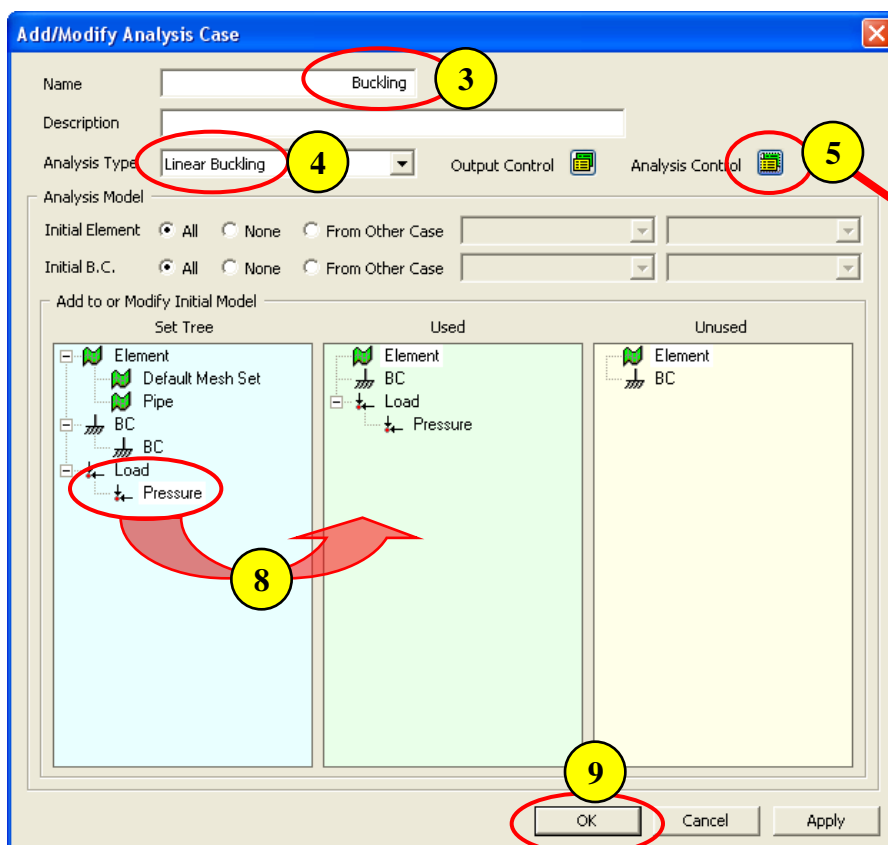 Add/Modify Analysis Case
Name Buckling 3
Description
Analysis Type Linear Buckling 4 Output Control Analysis Control 5
Analysis Model
Initial Element All None From Other Case
Initial B.C. All None From Other Case
Add to or Modify Initial Model
Set Tree Used Unused
Element Element Element
Default Mesh Set BC BC
Pipe Load
BC Pressure
BC
Load
Pressure
8
9
OK Cancel Apply